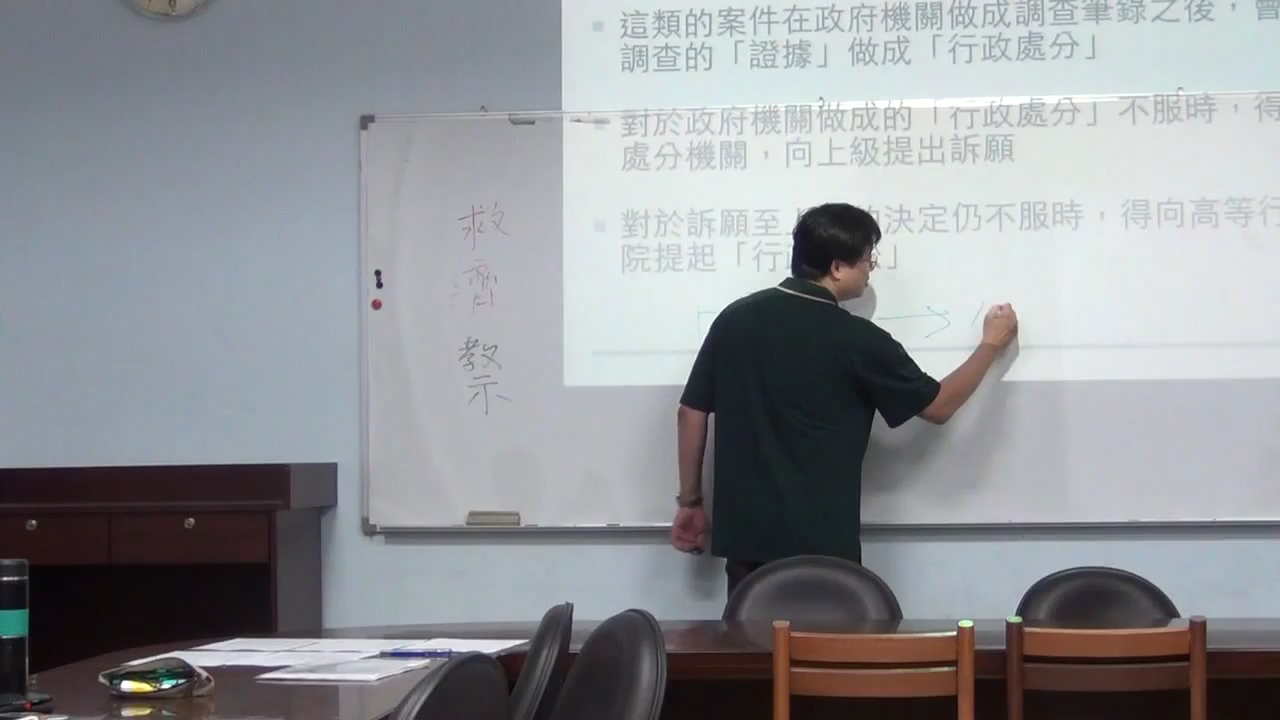 這類的案件在政府機關做成調查筆錄之後，會
調查的「證據」做成「行政處分」
對於政府機關做成的「行政處分」不服時，得
處分機關，向上級提出訴願
對於訴願至上 決定仍不服時，得向高等行
院提起「行 」
救
濟
教
示